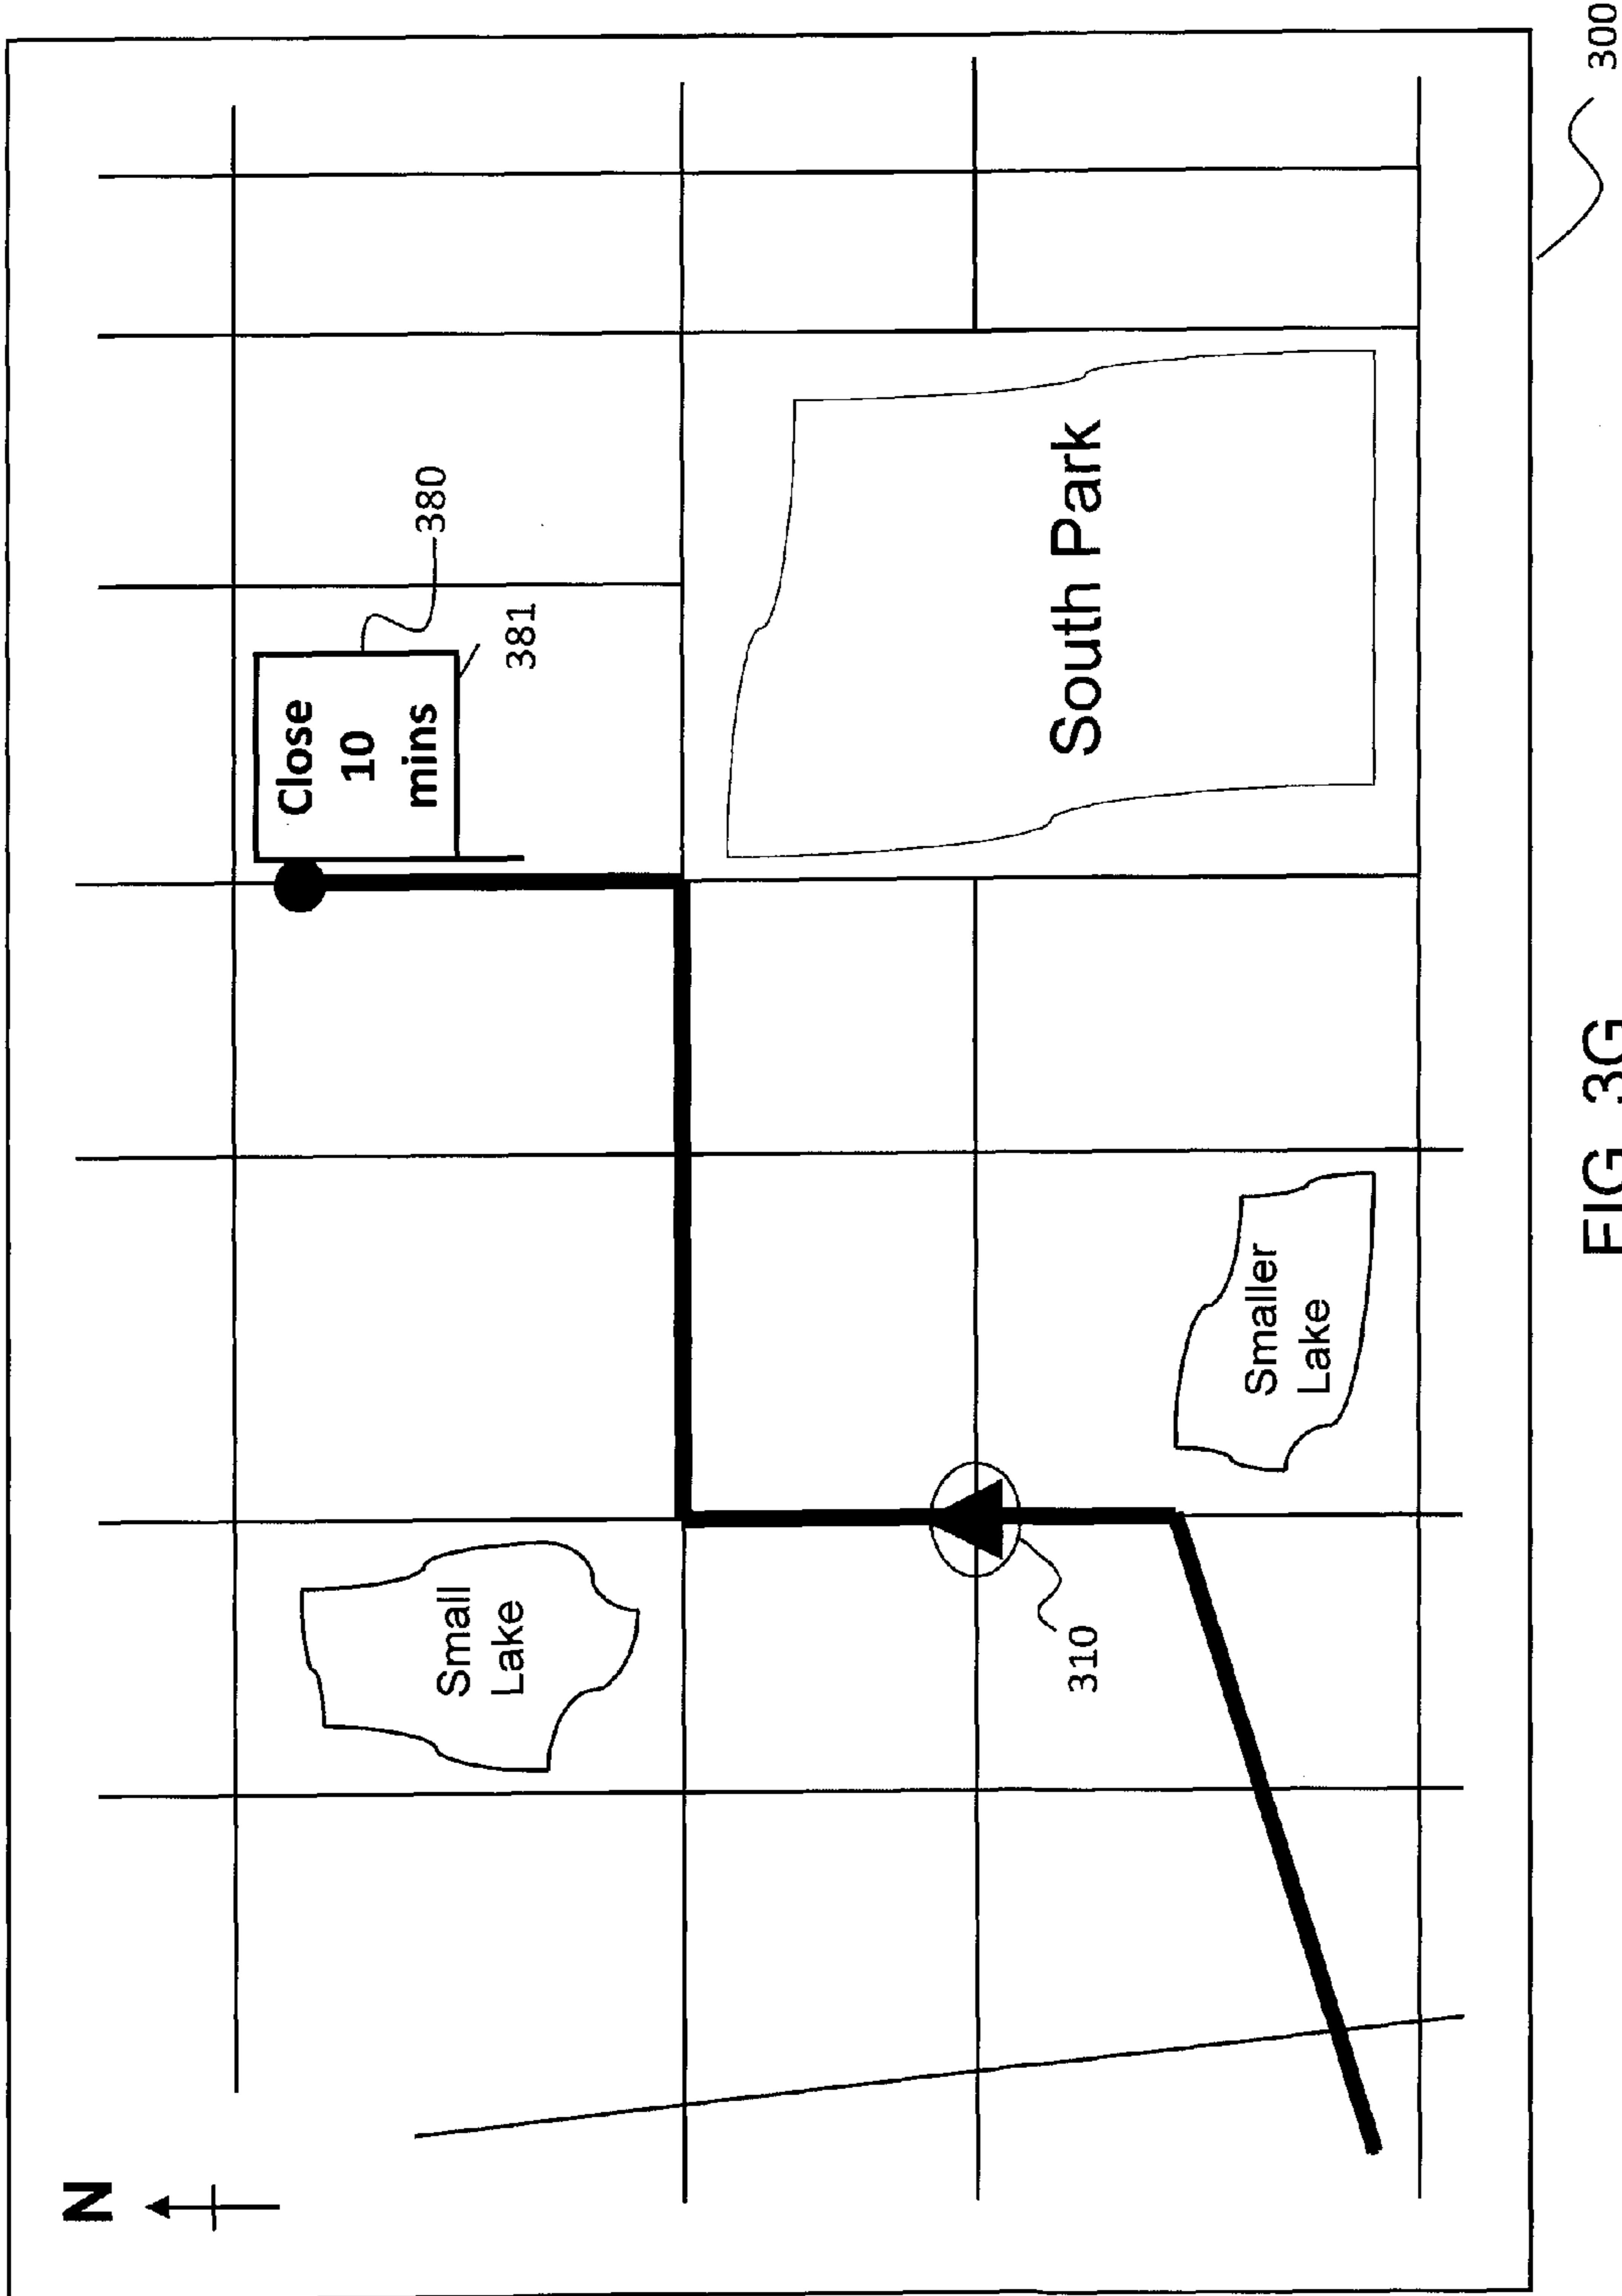 N
Close
10
mins
380
381
Small
Lake
South Park
310
Smaller
Lake
300
FIG. 3G